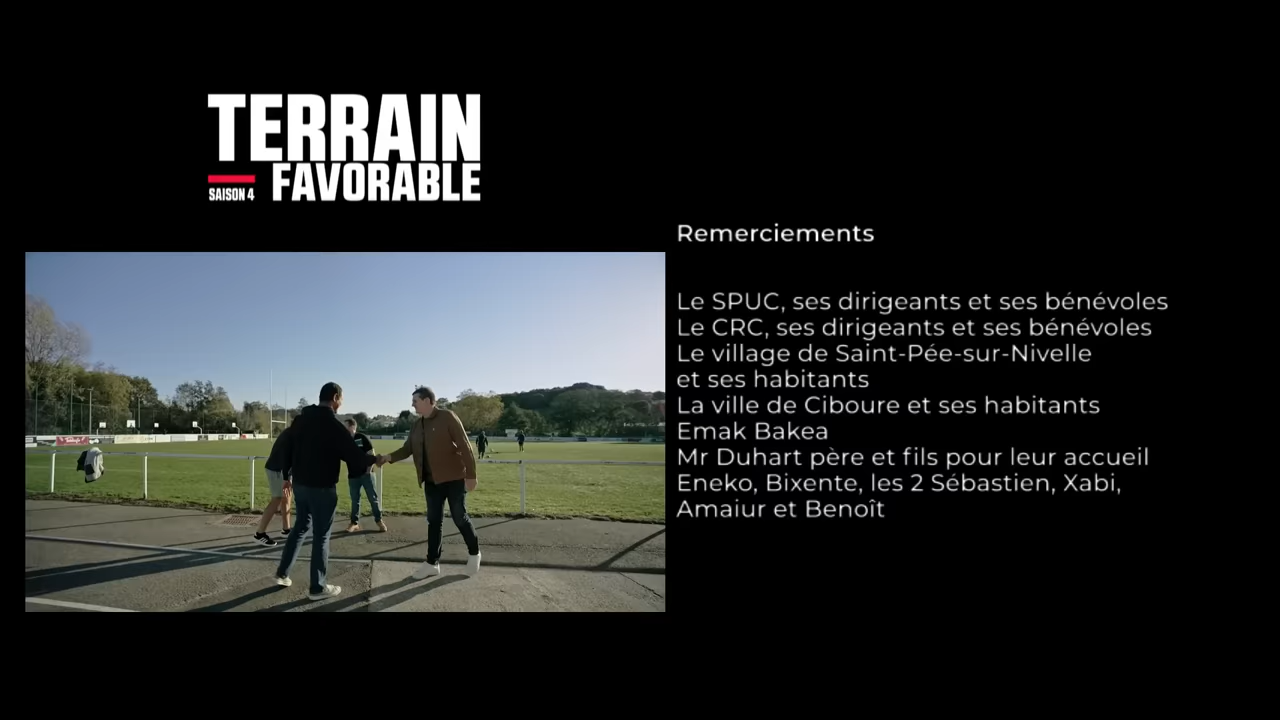 TERRAIN
SAISON 4 FAVORABLE
Remerciements
Le SPUC, ses dirigeants et ses bénévoles
Le CRC, ses dirigeants et ses bénévoles
Le village de Saint-Pée-sur-Nivelle
et ses habitants
La ville de Ciboure et ses habitants
Emak Bakea
Mr Duhart père et fils pour leur accueil
Eneko, Bixente, les 2 Sébastien, Xabi,
Amaiur et Benoît